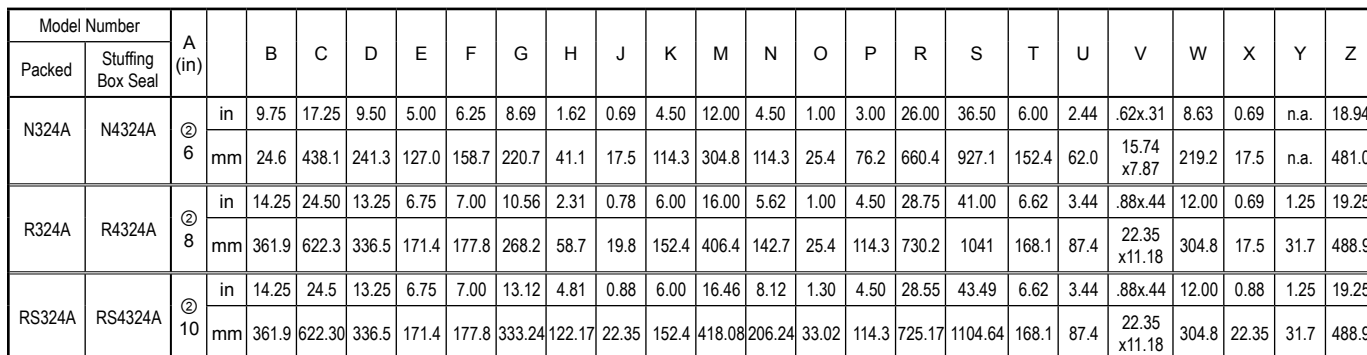 Model Number A (in) B C D E F G H J K M N O P R S T U V W X Y Z
Packed Stuffing Box Seal
N324A N4324A ② 6 in 9.75 17.25 9.50 5.00 6.25 8.69 1.62 0.69 4.50 12.00 4.50 1.00 3.00 26.00 36.50 6.00 2.44 .62x.31 8.63 0.69 n.a. 18.94
mm 24.6 438.1 241.3 127.0 158.7 220.7 41.1 17.5 114.3 304.8 114.3 25.4 76.2 660.4 927.1 152.4 62.0 15.74 x7.87 219.2 17.5 n.a. 481.0
R324A R4324A ② 8 in 14.25 24.50 13.25 6.75 7.00 10.56 2.31 0.78 6.00 16.00 5.62 1.00 4.50 28.75 41.00 6.62 3.44 .88x.44 12.00 0.69 1.25 19.25
mm 361.9 622.3 336.5 171.4 177.8 268.2 58.7 19.8 152.4 406.4 142.7 25.4 114.3 730.2 1041 168.1 87.4 22.35 x11.18 304.8 17.5 31.7 488.9
RS324A RS4324A ② 10 in 14.25 24.5 13.25 6.75 7.00 13.12 4.81 0.88 6.00 16.46 8.12 1.30 4.50 28.55 43.49 6.62 3.44 .88x.44 12.00 0.88 1.25 19.25
mm 361.9 622.30 336.5 171.4 177.8 333.24 122.17 22.35 152.4 418.08 206.24 33.02 114.3 725.17 1104.64 168.1 87.4 22.35 x11.18 304.8 22.35 31.7 488.9